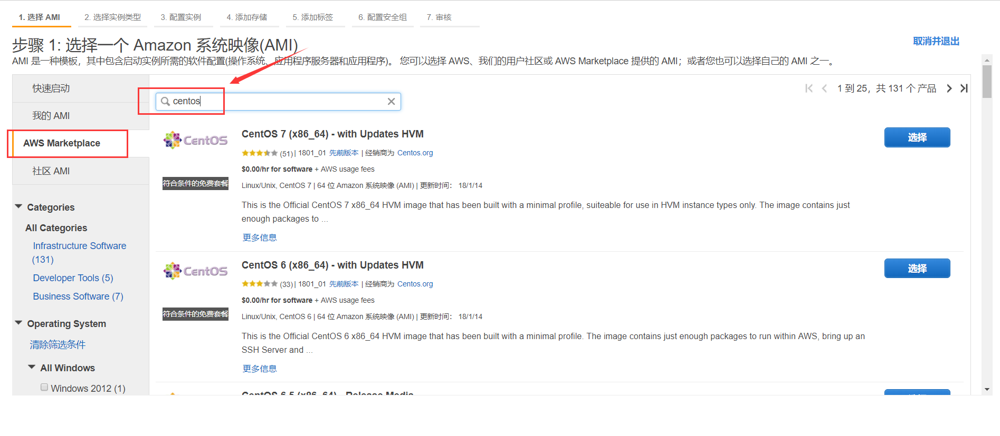 1. 选择 AMI 2. 选择实例类型 3. 配置实例 4. 添加存储 5. 添加标签 6. 配置安全组 7. 审核
步骤 1: 选择一个 Amazon 系统映像(AMI)
取消并退出
AMI 是一种模板，其中包含启动实例所需的软件配置(操作系统、应用程序服务器和应用程序)。 您可以选择 AWS、我们的用户社区或 AWS Marketplace 提供的 AMI；或者您也可以选择自己的 AMI 之一。
快速启动
我的 AMI
AWS Marketplace
社区 AMI
Categories
All Categories
Infrastructure Software
(131)
Developer Tools (5)
Business Software (7)
Operating System
清除筛选条件
All Windows
Windows 2012 (1)
centos
1 到 25，共 131 个 产品
CentOS
符合条件的免费套餐
CentOS 7 (x86_64) - with Updates HVM
选择
(51) | 1801_01 先前版本 | 经销商为 Centos.org
$0.00/hr for software + AWS usage fees
Linux/Unix, CentOS 7 | 64 位 Amazon 系统映像 (AMI) | 更新时间： 18/1/14
This is the Official CentOS 7 x86_64 HVM image that has been built with a minimal profile, suiteable for use in HVM instance types only. The image contains just
enough packages to ...
更多信息
CentOS
符合条件的免费套餐
CentOS 6 (x86_64) - with Updates HVM
选择
(33) | 1801_01 先前版本 | 经销商为 Centos.org
$0.00/hr for software + AWS usage fees
Linux/Unix, CentOS 6 | 64 位 Amazon 系统映像 (AMI) | 更新时间： 18/1/14
This is the Official CentOS 6 x86_64 HVM image that has been built with a minimal profile. The image contains just enough packages to run within AWS, bring up an
SSH Server and ...
更多信息
CentOS 6.5 (x86_64) - Release Media